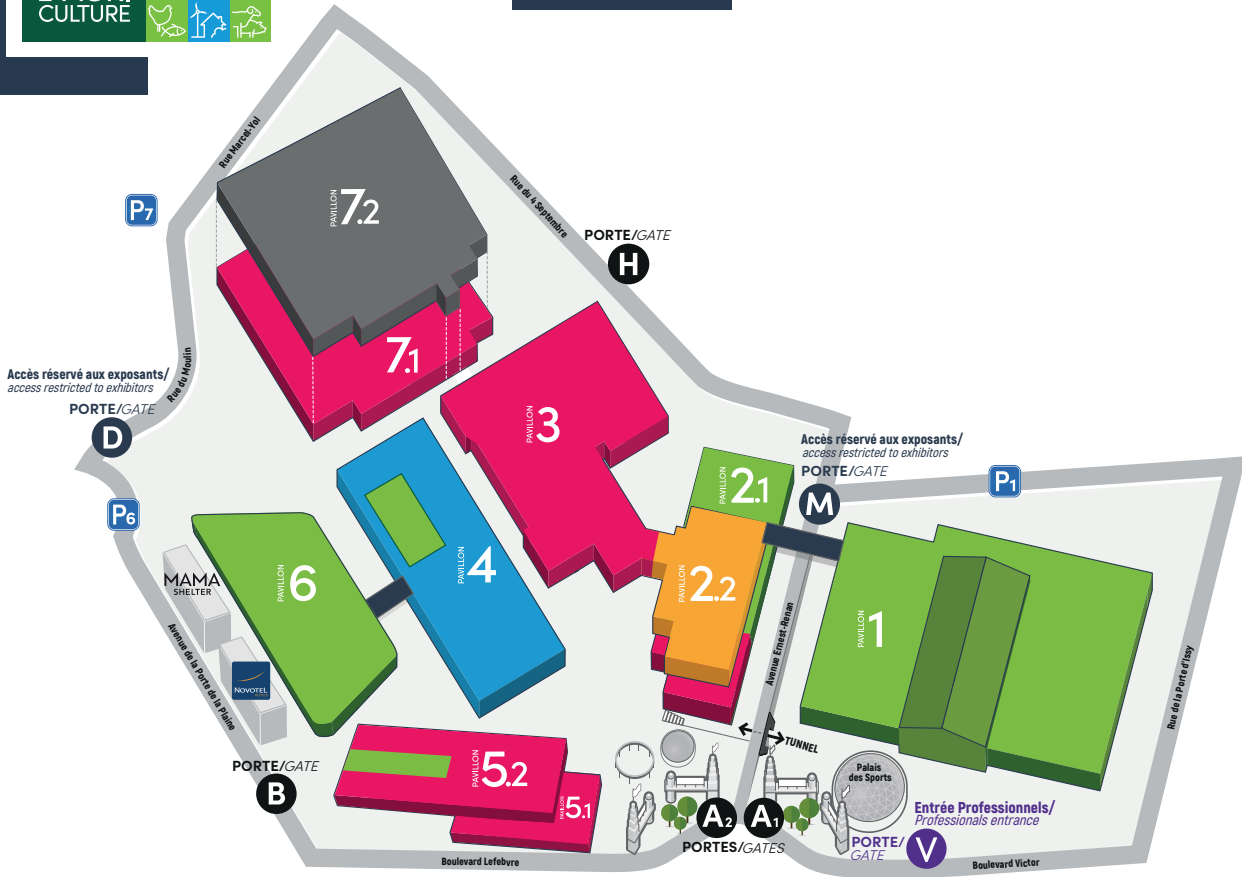 CULTURE
Rue Marcel-Yol
PAVILLON
7.2
P7
Rue du 4 Septembre
PORTE/GATE
H
7.1
Rue du Moulin
Accès réservé aux exposants/
access restricted to exhibitors
PORTE/GATE
D
PAVILLON
3
Accès réservé aux exposants/
access restricted to exhibitors
PORTE/GATE
M
P1
PAVILLON
2.1
P6
PAVILLON
4
PAVILLON
6
MAMA
SHELTER
PAVILLON
2.2
PAVILLON
1
Avenue Ernest-Renan
Avenue de la Porte de la Plaine
NOVOTEL
Rue de la Porte d'Issy
TUNNEL
PORTE/GATE
B
PAVILLON
5.2
PAVILLON
5.1
Palais
des Sports
A2
A1
PORTES/GATES
Entrée Professionnels/
Professionals entrance
PORTE/
GATE
V
Boulevard Lefebvre
Boulevard Victor